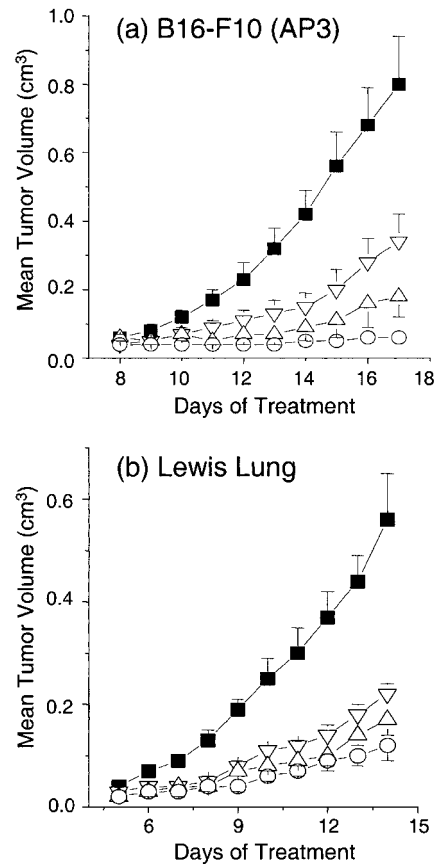 (a) B16-F10 (AP3)
Mean Tumor Volume (cm³)
1.0
0.8
0.6
0.4
0.2
0.0
8 10 12 14 16 18
Days of Treatment
(b) Lewis Lung
Mean Tumor Volume (cm³)
0.6
0.4
0.2
0.0
6 9 12 15
Days of Treatment